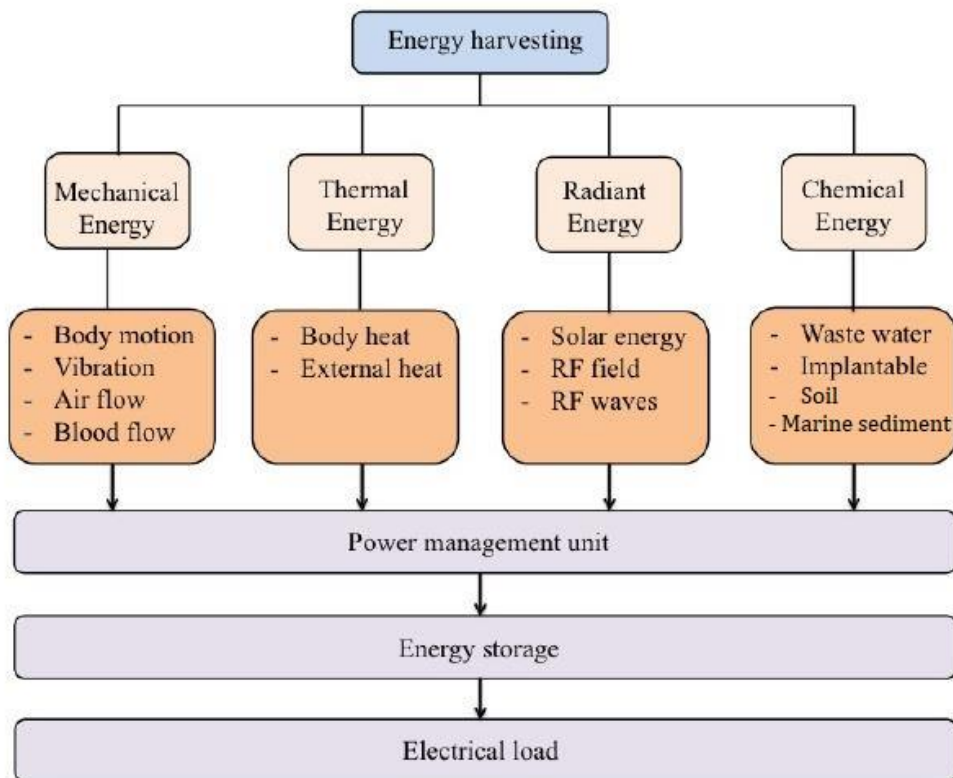 Energy harvesting
Mechanical
Energy
Thermal
Energy
Radiant
Energy
Chemical
Energy
- Body motion
- Vibration
- Air flow
- Blood flow
- Body heat
- External heat
- Solar energy
- RF field
- RF waves
- Waste water
- Implantable
- Soil
- Marine sediment
Power management unit
Energy storage
Electrical load